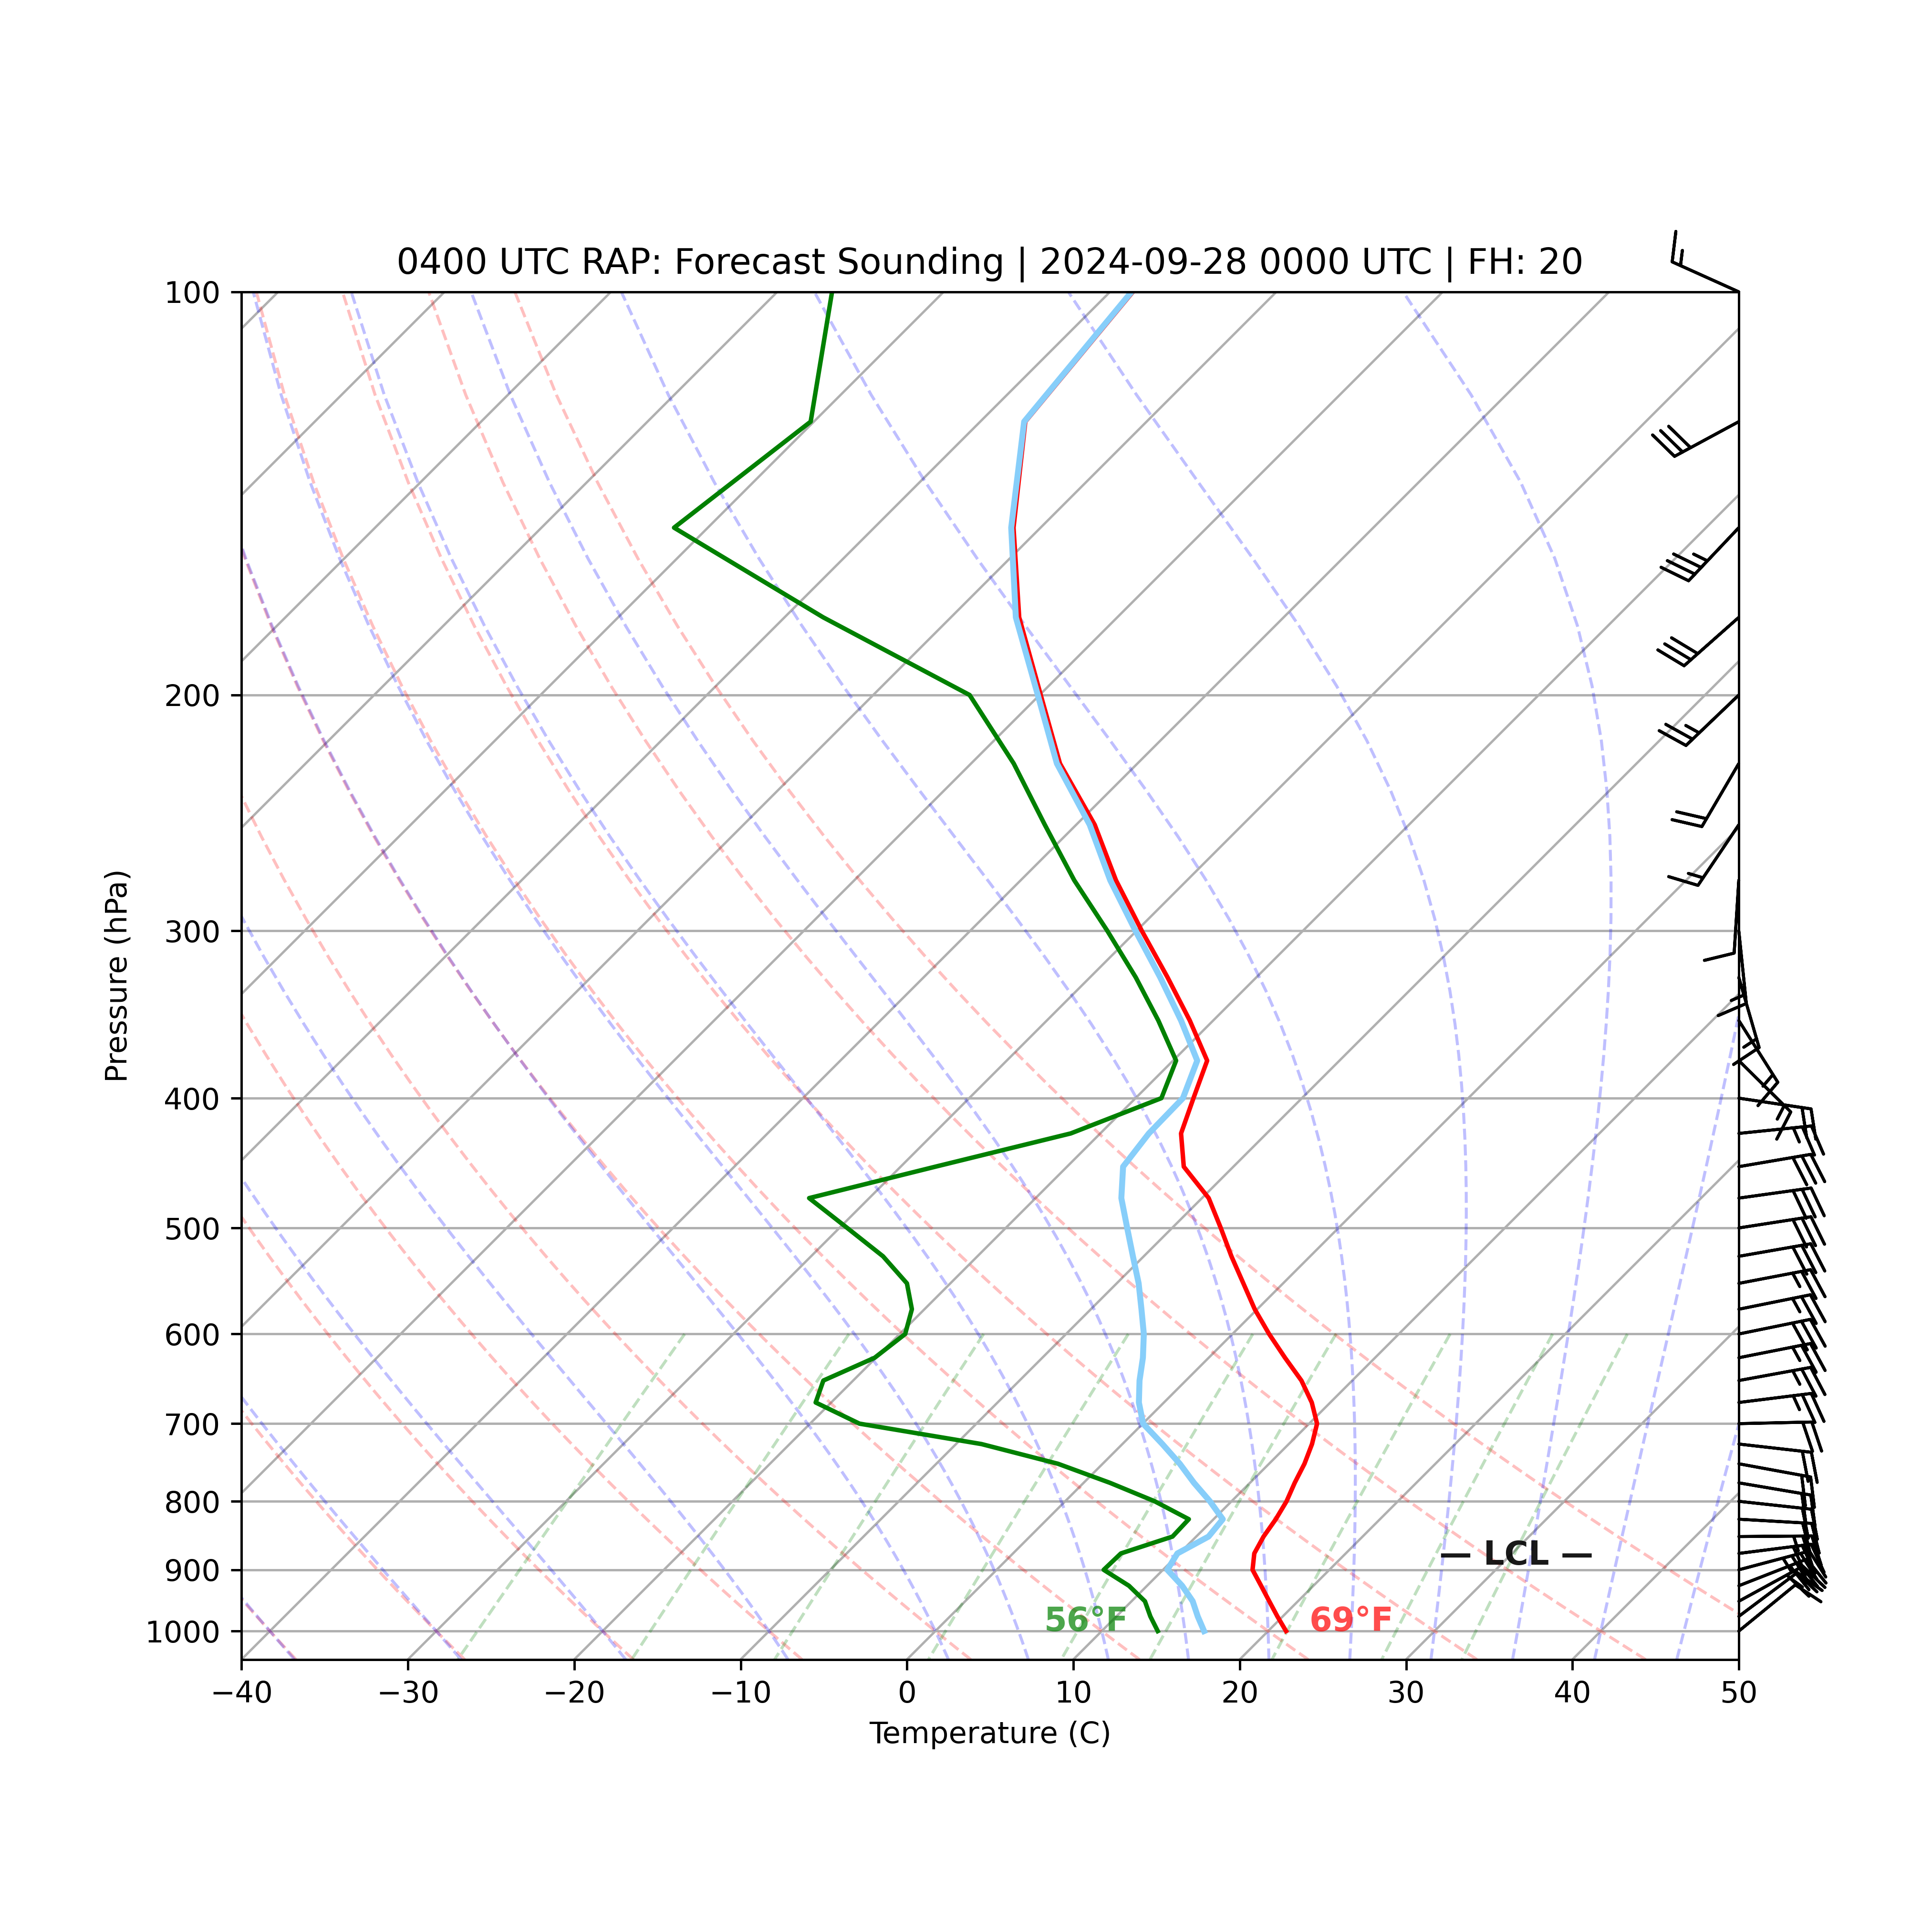 0400 UTC RAP: Forecast Sounding | 2024-09-28 0000 UTC | FH: 20
100
200
300
400
500
600
700
800
900
1000
Pressure (hPa)
— LCL —
56°F
69°F
−40 −30 −20 −10 0 10 20 30 40 50
Temperature (C)